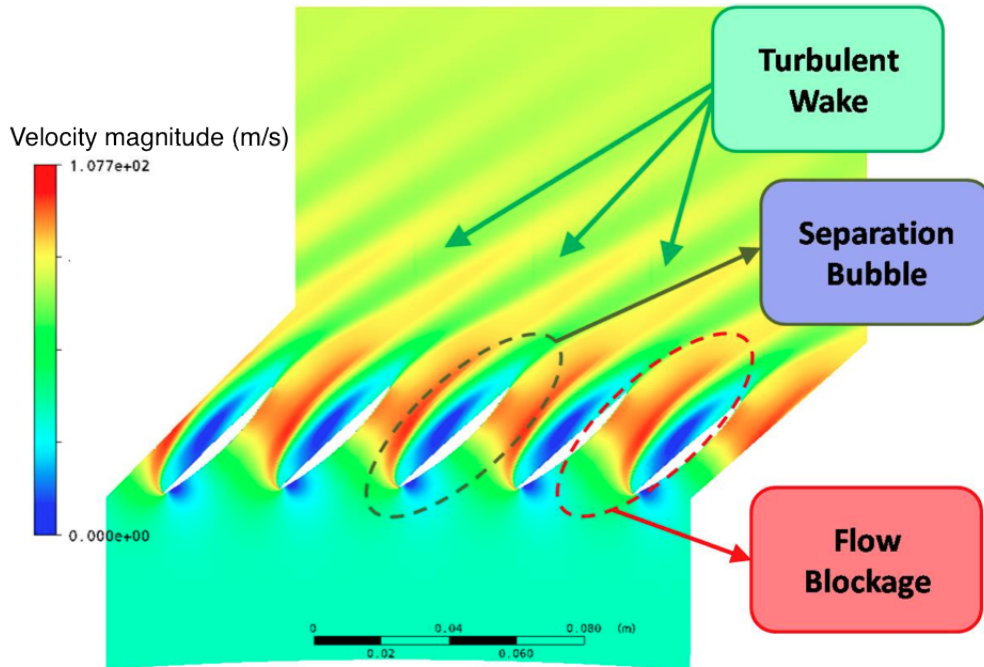 Turbulent
Wake
Velocity magnitude (m/s)
1.077e+02
Separation
Bubble
0.000e+00
Flow
Blockage
0 0.04 0.080 (m)
0.02 0.060